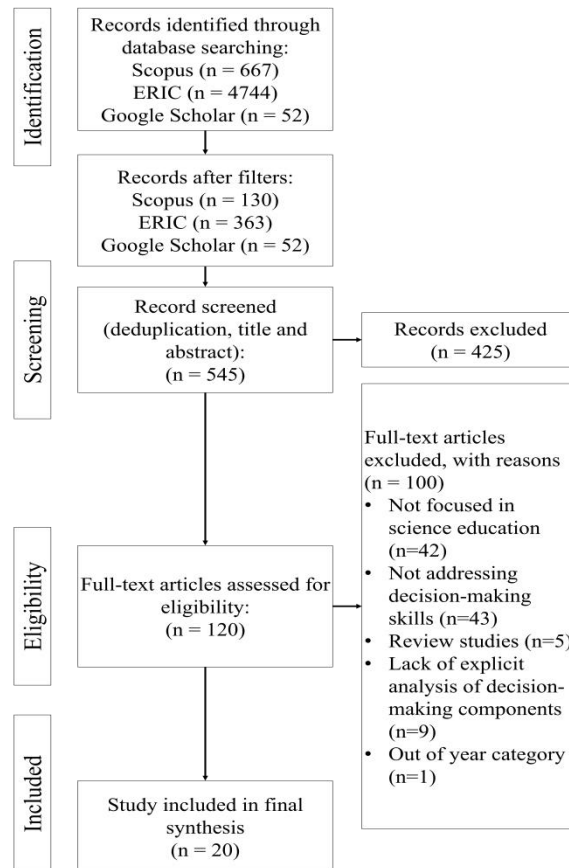 Identification
Records identified through
database searching:
Scopus (n = 667)
ERIC (n = 4744)
Google Scholar (n = 52)
Records after filters:
Scopus (n = 130)
ERIC (n = 363)
Google Scholar (n = 52)
Screening
Record screened
(deduplication, title and
abstract):
n = 545)
Records excluded
(n = 425)
Eligibility
Full-text articles assessed for
eligibility:
n = 120)
Full-text articles
excluded, with reasons
(n = 100)
• Not focused in
science education
(n=42)
• Not addressing
decision-making
skills (n=43)
• Review studies (n=5)
• Lack of explicit
analysis of decision-
making components
(n=9)
• Out of year category
(n=1)
Included
Study included in final
synthesis
(n = 20)